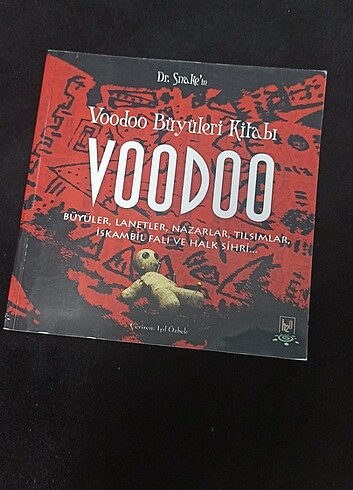 Dr. Snake'in
Voodoo Büyüleri Kitabı
VOODOO
BÜYÜLER, LANETLER, NAZARLAR, TILSIMLAR,
İSKAMBİL FALI VE HALK SİHRİ...
Çeviren: Işıl Özbek
h2o